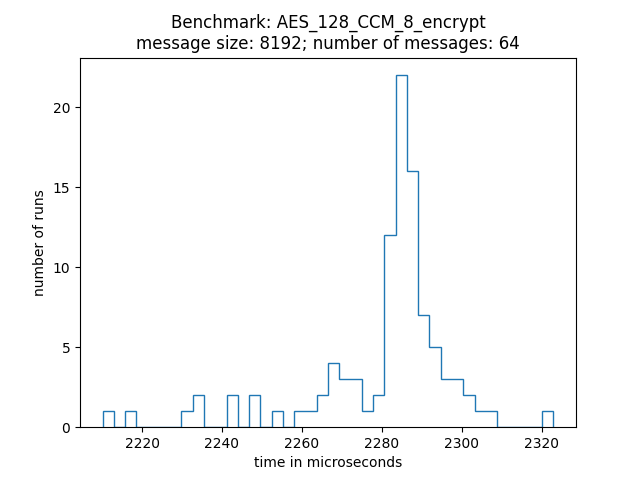 Benchmark: AES_128_CCM_8_encrypt
message size: 8192; number of messages: 64
20
15
10
5
0
number of runs
2220 2240 2260 2280 2300 2320
time in microseconds